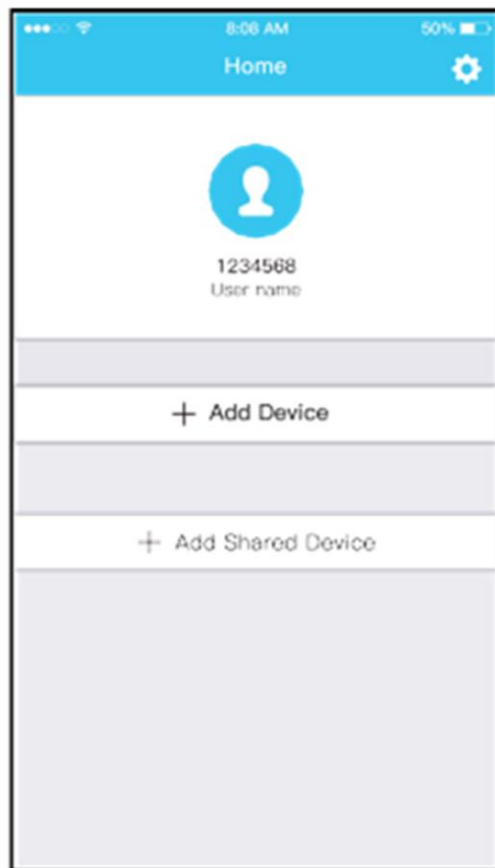 8:08 AM 50%
Home
1234568
User name
+ Add Device
+ Add Shared Device